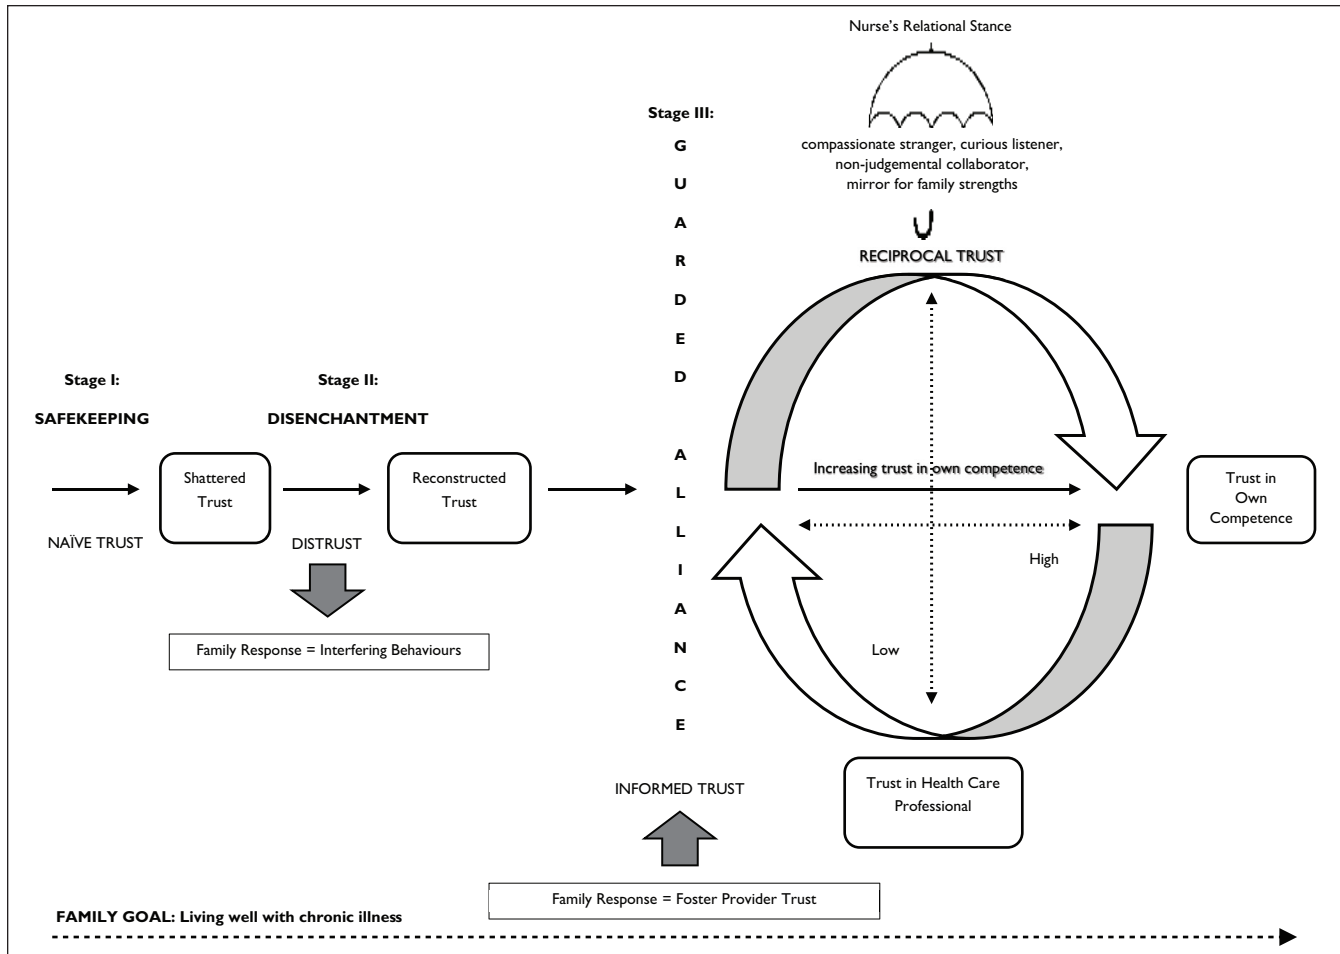 Nurse's Relational Stance
compassionate stranger, curious listener,
non-judgemental collaborator,
mirror for family strengths
RECIPROCAL TRUST
Stage I:
SAFEKEEPING
NAÏVE TRUST
Shattered
Trust
Stage II:
DISENCHANTMENT
DISTRUST
Reconstructed
Trust
Family Response = Interfering Behaviours
Stage III:
G
U
A
R
D
E
D
A
L
L
I
A
N
C
E
INFORMED TRUST
Family Response = Foster Provider Trust
Increasing trust in own competence
High
Low
Trust in
Own
Competence
Trust in Health Care
Professional
FAMILY GOAL: Living well with chronic illness